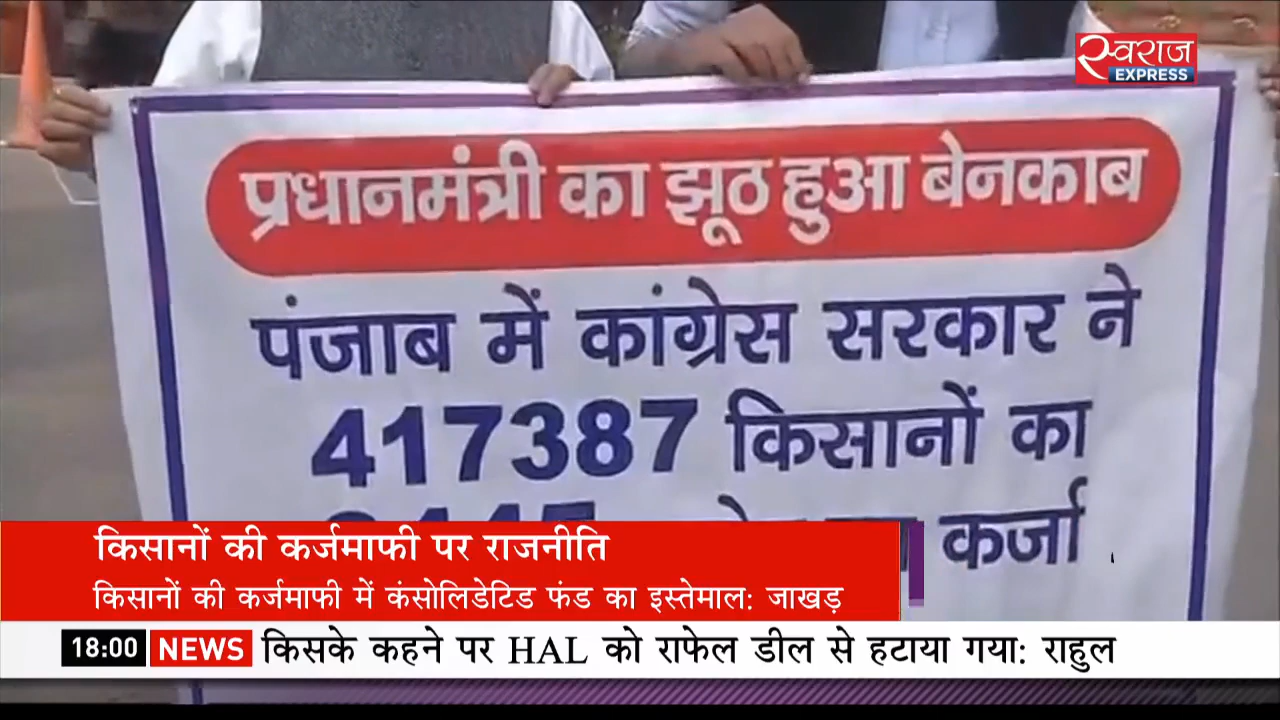 स्वराज
EXPRESS
प्रधानमंत्री का झूठ हुआ बेनकाब
पंजाब में कांग्रेस सरकार ने
417387 किसानों का
कर्जा
किसानों की कर्जमाफी पर राजनीति
किसानों की कर्जमाफी में कंसोलिडेटिड फंड का इस्तेमाल: जाखड़
18:00 NEWS किसके कहने पर HAL को राफेल डील से हटाया गया: राहुल